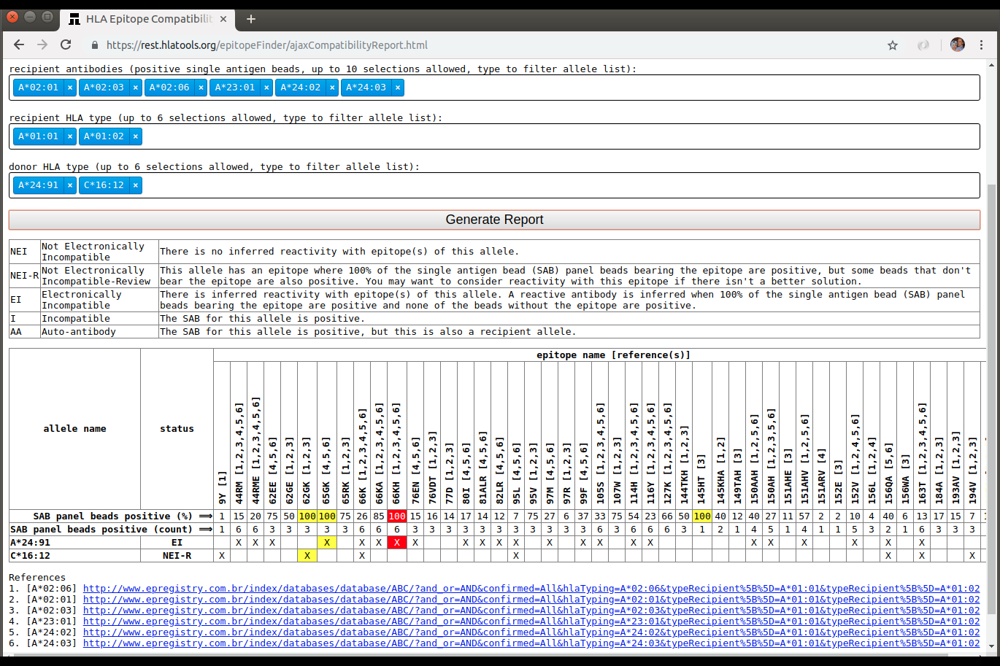 HLA Epitope Compatibilit
https://rest.hlatools.org/epitopeFinder/ajaxCompatibilityReport.html
recipient antibodies (positive single antigen beads, up to 10 selections allowed, type to filter allele list):
A*02:01 × A*02:03 × A*02:06 × A*23:01 × A*24:02 × A*24:03 ×
recipient HLA type (up to 6 selections allowed, type to filter allele list):
A*01:01 × A*01:02 ×
donor HLA type (up to 6 selections allowed, type to filter allele list):
A*24:91 × C*16:12 ×
Generate Report
NEI Not Electronically Incompatible There is no inferred reactivity with epitope(s) of this allele.
NEI-R Not Electronically Incompatible-Review This allele has an epitope where 100% of the single antigen bead (SAB) panel beads bearing the epitope are positive, but some beads that don't
bear the epitope are also positive. You may want to consider reactivity with this epitope if there isn't a better solution.
EI Electronically Incompatible There is inferred reactivity with epitope(s) of this allele. A reactive antibody is inferred when 100% of the single antigen bead (SAB) panel
beads bearing the epitope are positive and none of the beads without the epitope are positive.
I Incompatible The SAB for this allele is positive.
AA Auto-antibody The SAB for this allele is positive, but this is also a recipient allele.
epitope name [reference(s)]
allele name
status
9Y [1]
44RM [1,2,3,4,5,6]
44RME [1,2,3,4,5,6]
62EE [4,5,6]
62GE [1,2,3]
62GK [1,2,3]
65GK [4,5,6]
65RK [1,2,3]
66K [1,2,3,4,5,6]
66KA [1,2,3,4,5,6]
66KH [1,2,3,4,5,6]
76EN [4,5,6]
76VDT [1,2,3]
77D [1,2,3]
80I [4,5,6]
81ALR [4,5,6]
82LR [4,5,6]
95L [4,5,6]
95V [1,2,3]
97M [4,5,6]
97R [1,2,3]
99F [4,5,6]
105S [1,2,3,4,5,6]
107W [1,2,3]
114H [1,2,3,4,5,6]
116Y [1,2,3,4,5,6]
127K [1,2,3,4,5,6]
144TKH [1,2,3]
145HT [3]
145KHA [1,2]
149TAH [3]
150AAH [1,2,5,6]
150AH [1,2,3,5,6]
151AHE [3]
151AHV [1,2,5,6]
151ARV [4]
152E [3]
152V [1,2,4,5,6]
156L [1,2,4]
156QA [5,6]
156WA [3]
163T [1,2,3,4,5,6]
184A [1,2,3]
193AV [1,2,3]
194V [1,2,3]
SAB panel beads positive (%) ⟹ 1 15 20 75 50 100 100 75 26 85 100 15 16 14 17 14 12 7 75 27 6 37 33 75 54 23 66 50 100 40 12 40 27 11 57 2 2 10 4 40 6 13 17 15 7
SAB panel beads positive (count) ⟹ 1 6 6 3 3 3 3 3 6 6 6 3 3 3 3 3 3 3 3 3 3 3 6 3 6 6 6 3 1 2 1 4 5 1 4 1 1 5 3 2 1 6 3 3 3
A*24:91 EI X X X X X X X X X X X X X X X X X X X X X X X
C*16:12 NEI-R X X X X X X X
References
1. [A*02:06] http://www.epregistry.com.br/index/databases/database/ABC/?and_or=AND&confirmed=All&hlaTyping=A*02:06&typeRecipient%5B%5D=A*01:01&typeRecipient%5B%5D=A*01:02
2. [A*02:01] http://www.epregistry.com.br/index/databases/database/ABC/?and_or=AND&confirmed=All&hlaTyping=A*02:01&typeRecipient%5B%5D=A*01:01&typeRecipient%5B%5D=A*01:02
3. [A*02:03] http://www.epregistry.com.br/index/databases/database/ABC/?and_or=AND&confirmed=All&hlaTyping=A*02:03&typeRecipient%5B%5D=A*01:01&typeRecipient%5B%5D=A*01:02
4. [A*23:01] http://www.epregistry.com.br/index/databases/database/ABC/?and_or=AND&confirmed=All&hlaTyping=A*23:01&typeRecipient%5B%5D=A*01:01&typeRecipient%5B%5D=A*01:02
5. [A*24:02] http://www.epregistry.com.br/index/databases/database/ABC/?and_or=AND&confirmed=All&hlaTyping=A*24:02&typeRecipient%5B%5D=A*01:01&typeRecipient%5B%5D=A*01:02
6. [A*24:03] http://www.epregistry.com.br/index/databases/database/ABC/?and_or=AND&confirmed=All&hlaTyping=A*24:03&typeRecipient%5B%5D=A*01:01&typeRecipient%5B%5D=A*01:02